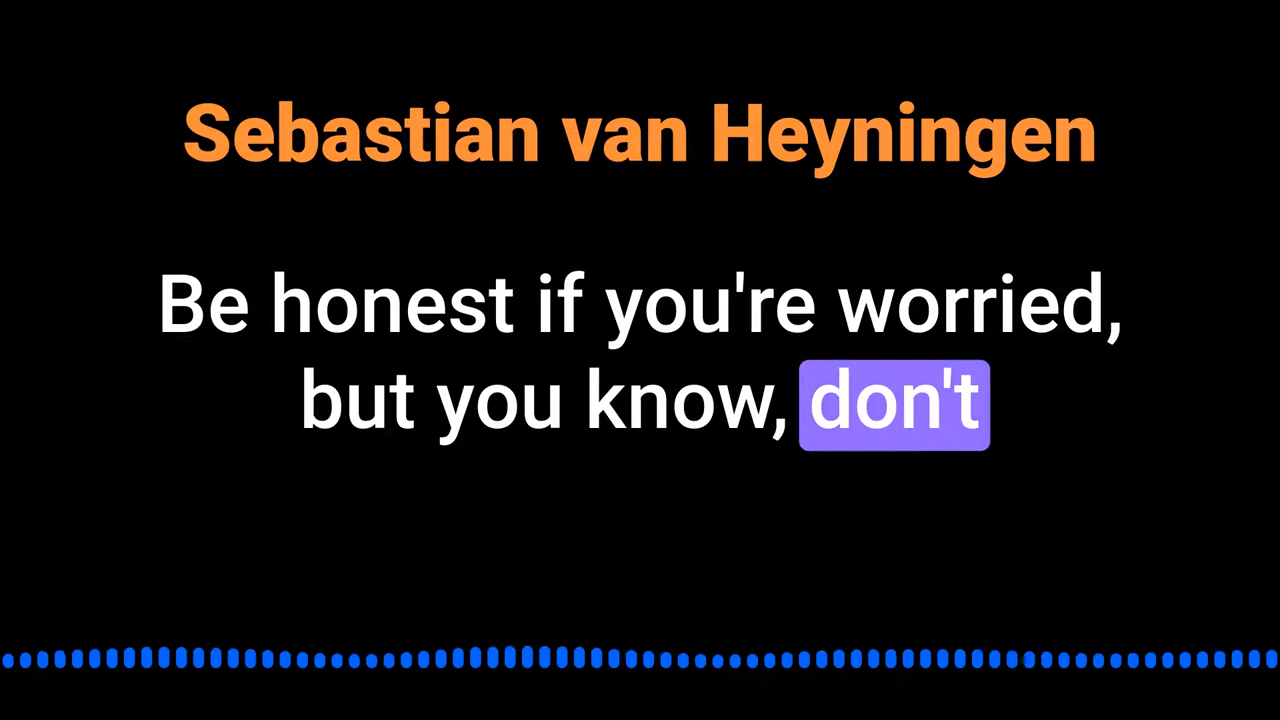 Sebastian van Heyningen
Be honest if you're worried,
but you know, don't